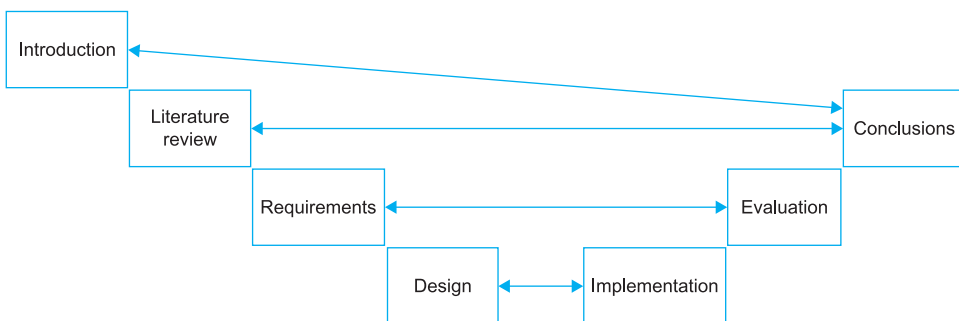 Introduction
Literature
review
Conclusions
Requirements
Evaluation
Design
Implementation